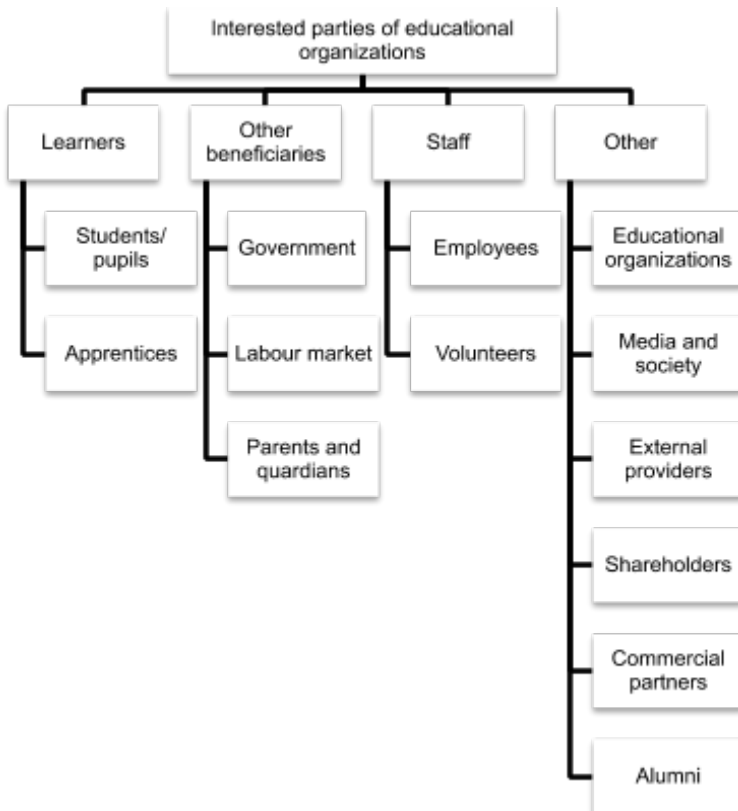 Interested parties of educational
organizations
Learners
Other
beneficiaries
Staff
Other
Students/
pupils
Government
Employees
Educational
organizations
Apprentices
Labour market
Volunteers
Media and
society
Parents and
quardians
External
providers
Shareholders
Commercial
partners
Alumni